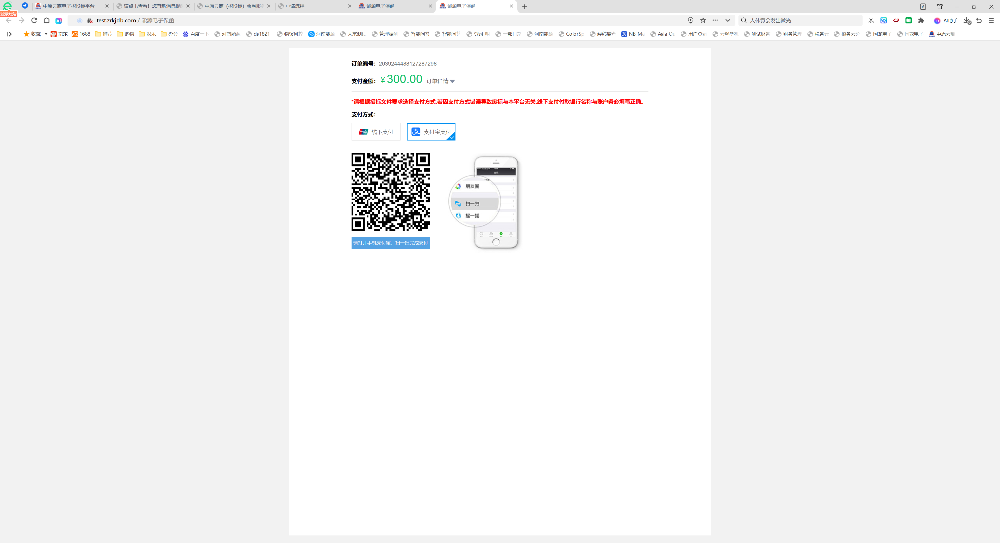 中原云商电子招投标平台
请点击查看！您有新消息提醒
中原云商（招投标）金融服务
申请流程
能源电子保函
能源电子保函
6
登录账号
AI
test.zrkjdb.com / 能源电子保函
人体竟会发出微光
AI助手
收藏
京东
1688
推荐
购物
娱乐
办公
百度一下
河南能源
ds1821
物贸风控
河南能源
大宗测试
管理端测
智能问答
智能问答
登录-明
一部日常
河南能源
ColorSp
经纬度查
NB Ma
Asia Ou
用户登录
云堡垒机
测试财务
财务管理
税务云
税务云公
国龙电子
国龙电子
中原云商
订单编号：2039244488127287298
支付金额：￥300.00 订单详情
*请根据招标文件要求选择支付方式,若因支付方式错误导致废标与本平台无关,线下支付付款银行名称与账户务必填写正确。
支付方式：
线下支付
支付宝支付
发现
朋友圈
扫一扫
摇一摇
请打开手机支付宝，扫一扫完成支付